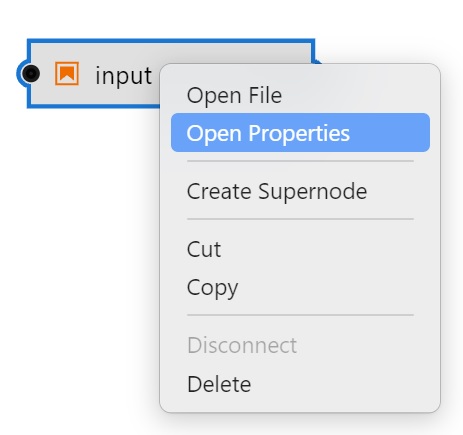 input
Open File
Open Properties
Create Supernode
Cut
Copy
Disconnect
Delete